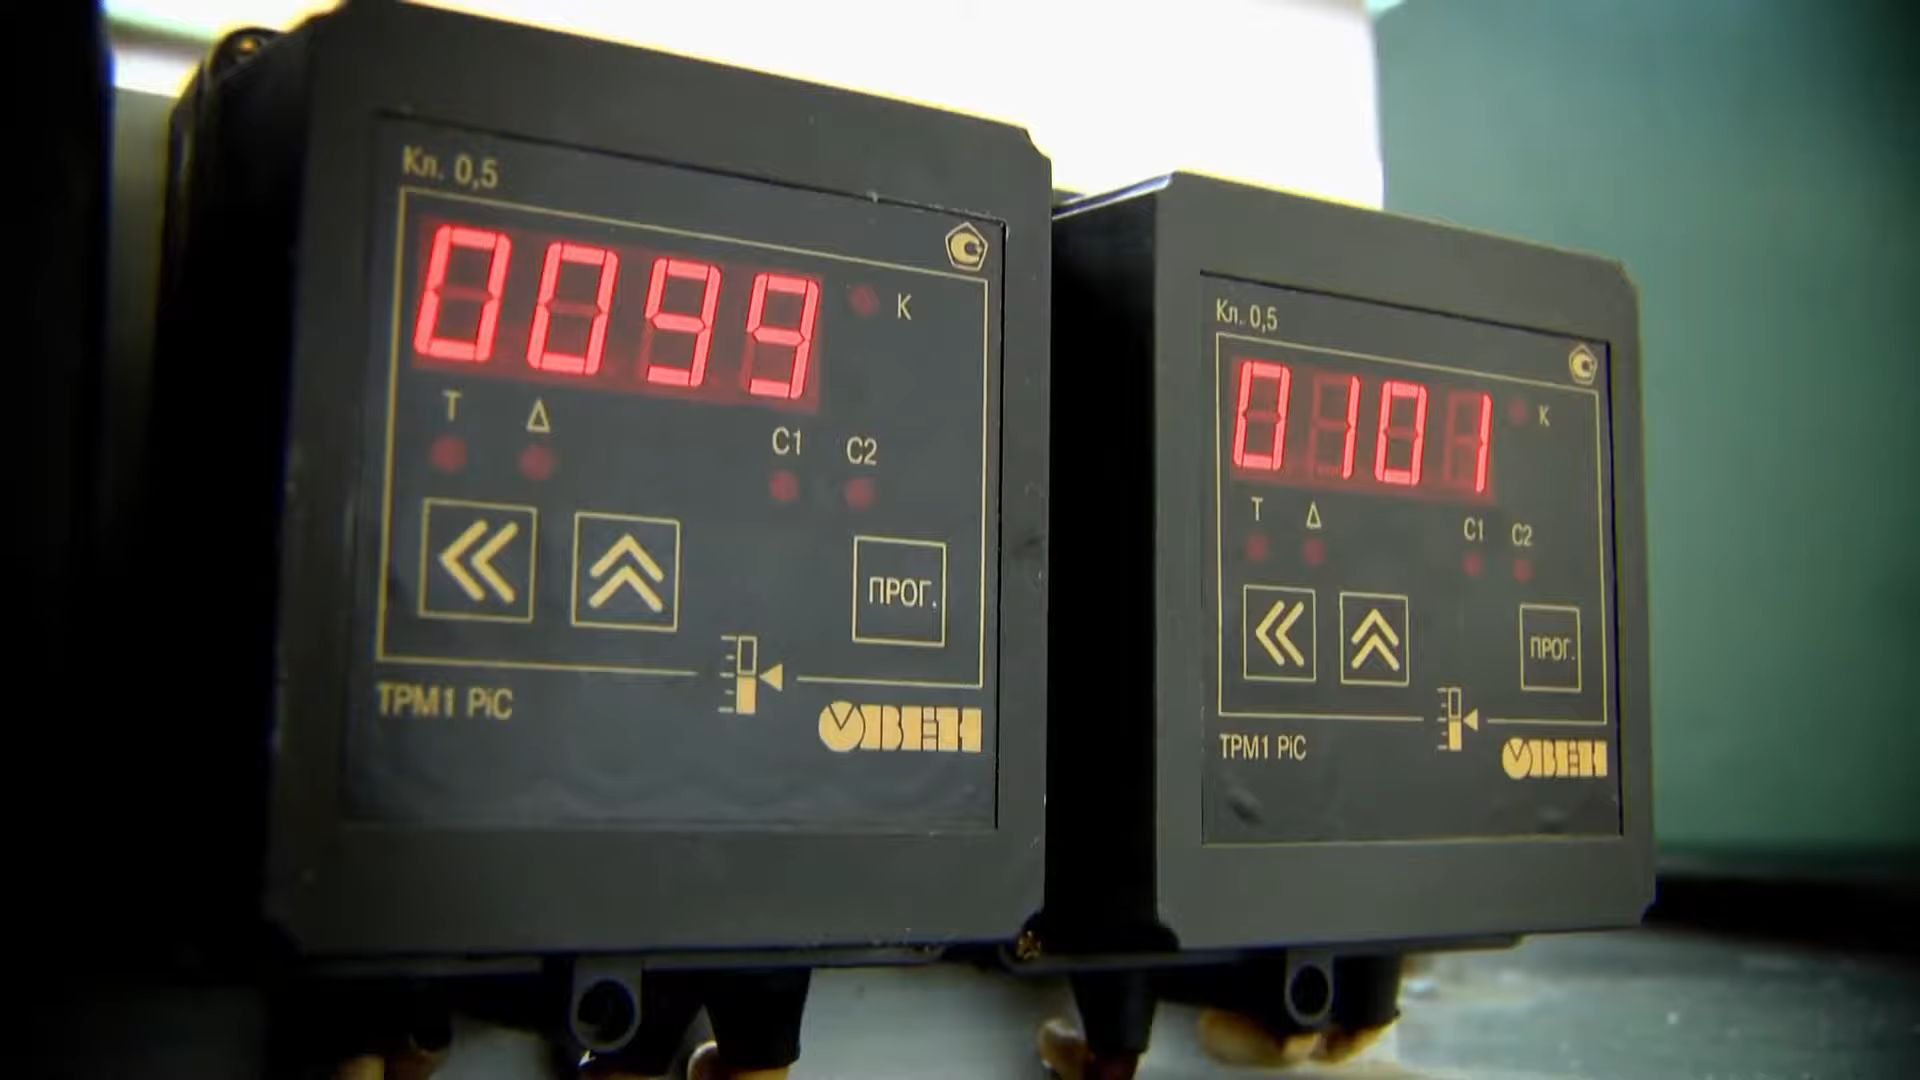 Кл. 0,5
0099
К
Т Δ
С1 С2
ПРОГ.
ТРМ1 PiC
ОВЕН
Кл. 0,5
0101
К
Т Δ
С1 С2
ПРОГ.
ТРМ1 PiC
ОВЕН